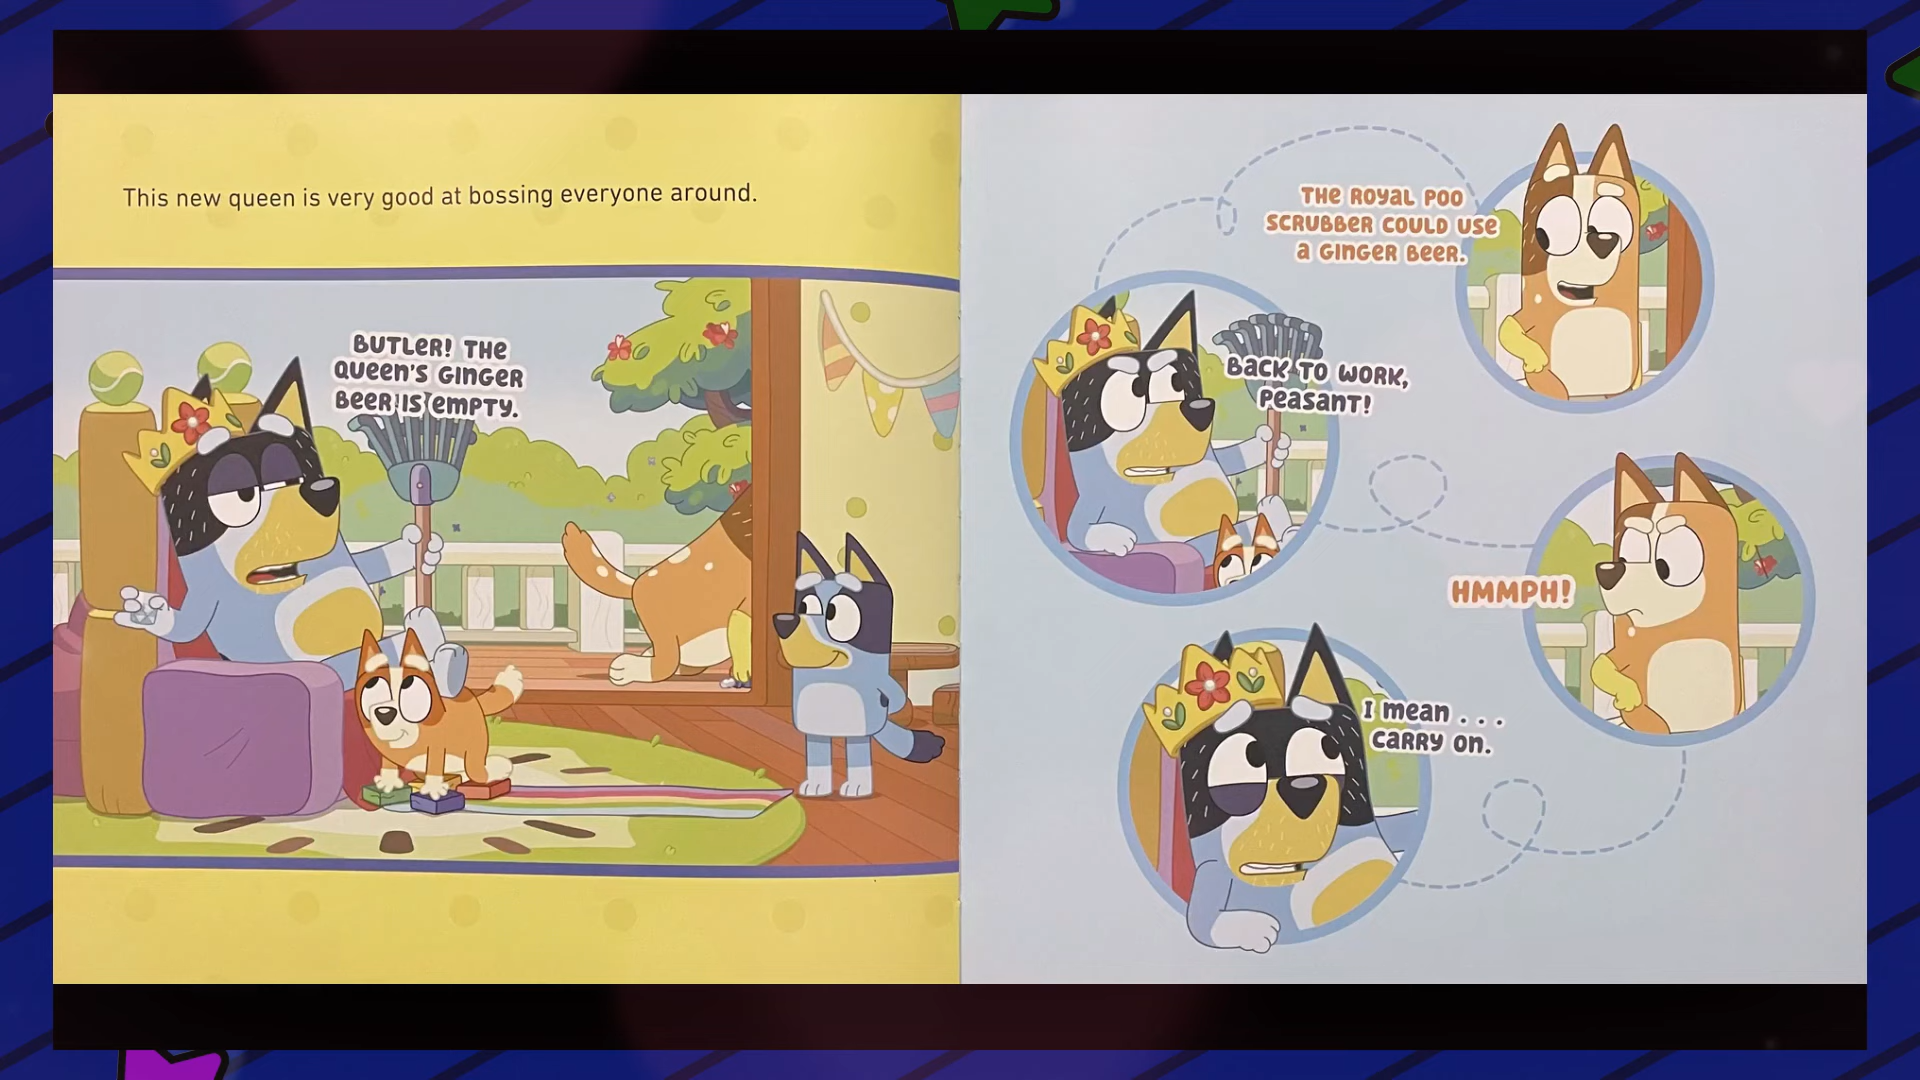 This new queen is very good at bossing everyone around.
BUTLER! THE
QUEEN'S GINGER
BEER IS EMPTY.
THE ROYAL POO
SCRUBBER COULD USE
A GINGER BEER.
BACK TO WORK,
PEASANT!
HMMPH!
I mean . . .
CARRY ON.